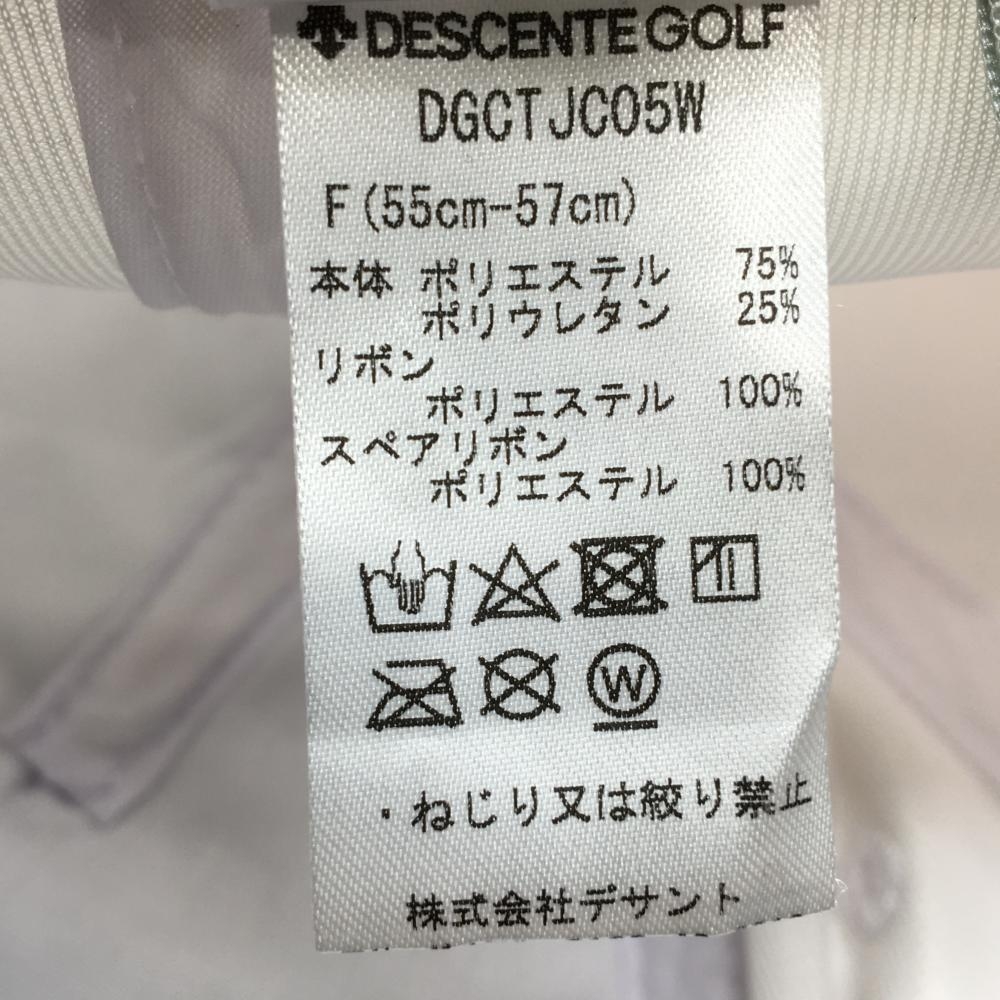 DESCENTE GOLF
DGCTJC05W
F(55cm-57cm)
本体 ポリエステル 75%
ポリウレタン 25%
リボン
ポリエステル 100%
スペアリボン
ポリエステル 100%
W
・ねじり又は絞り禁止
株式会社デサント